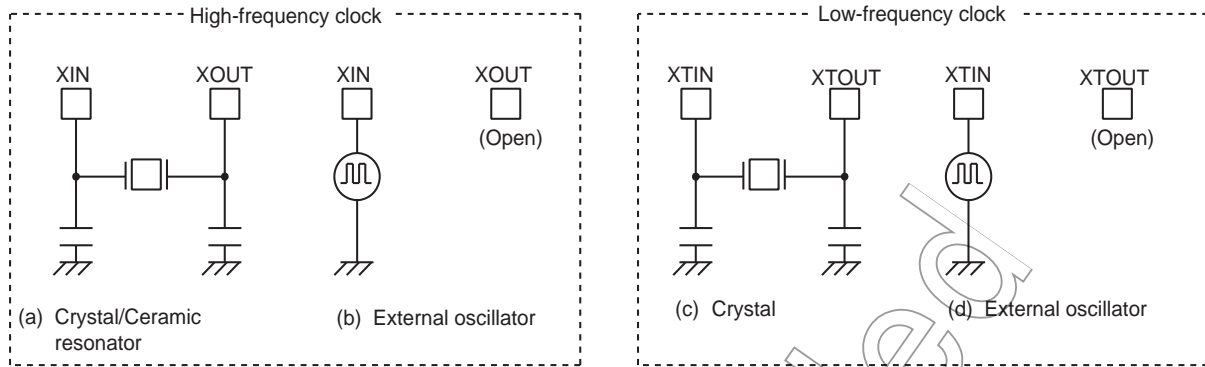 High-frequency clock
XIN XOUT XIN XOUT
(Open)
(a) Crystal/Ceramic
resonator
(b) External oscillator
Low-frequency clock
XTIN XTOUT XTIN XTOUT
(Open)
(c) Crystal
(d) External oscillator